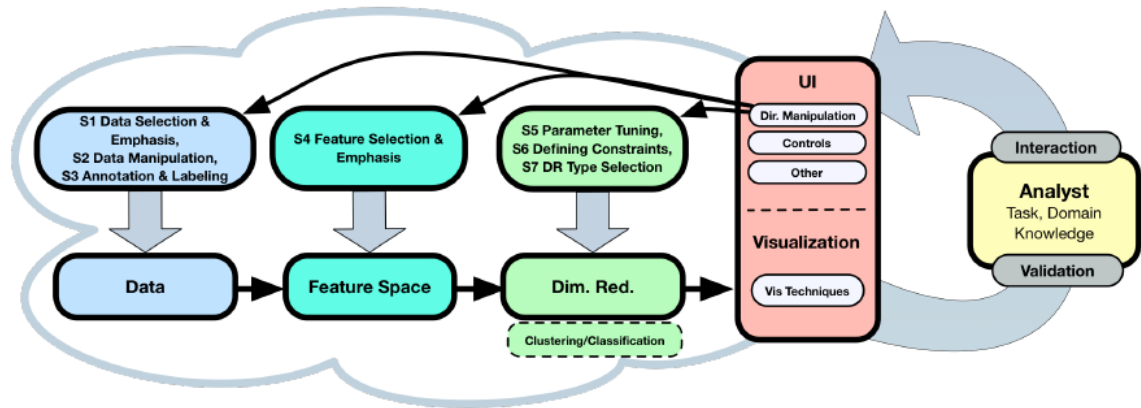 S1 Data Selection &
Emphasis,
S2 Data Manipulation,
S3 Annotation & Labeling
S4 Feature Selection &
Emphasis
S5 Parameter Tuning,
S6 Defining Constraints,
S7 DR Type Selection
Data
Feature Space
Dim. Red.
Clustering/Classification
UI
Dir. Manipulation
Controls
Other
Visualization
Vis Techniques
Interaction
Analyst
Task, Domain
Knowledge
Validation